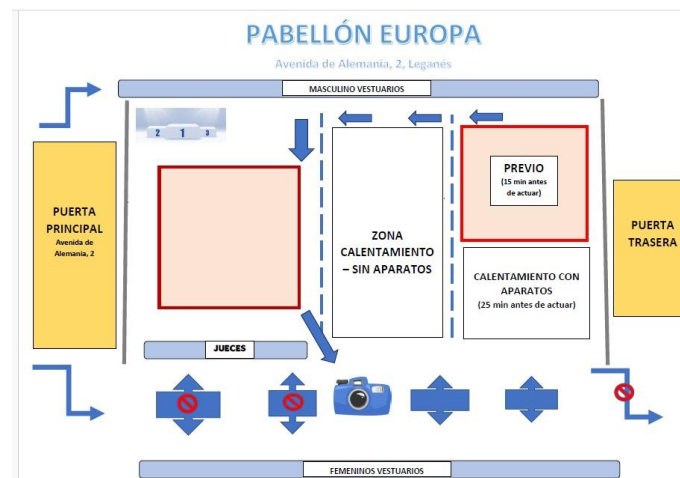 PABELLÓN EUROPA
Avenida de Alemania, 2, Leganés
MASCULINO VESTUARIOS
2 1 3
PREVIO
(15 min antes
de actuar)
PUERTA
PRINCIPAL
Avenida de
Alemania, 2
ZONA
CALENTAMIENTO
– SIN APARATOS
PUERTA
TRASERA
CALENTAMIENTO CON
APARATOS
(25 min antes de actuar)
JUECES
FEMENINOS VESTUARIOS